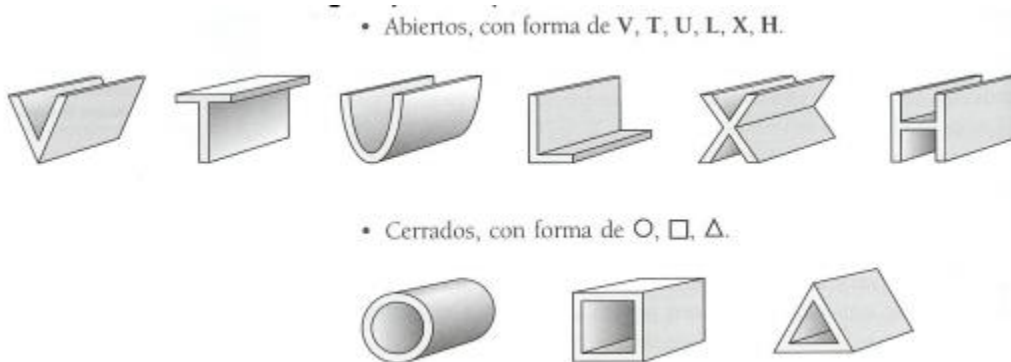 • Abiertos, con forma de V, T, U, L, X, H.
• Cerrados, con forma de ○, □, △.